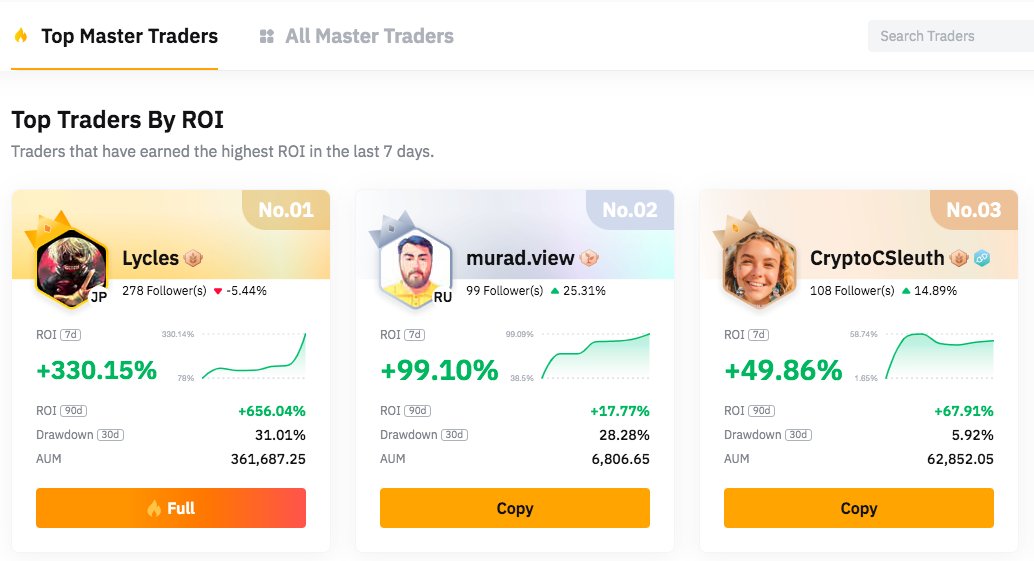 Top Master Traders
All Master Traders
Search Traders
Top Traders By ROI
Traders that have earned the highest ROI in the last 7 days.
No.01
Lycles
JP
278 Follower(s) -5.44%
ROI 7d
330.14%
78%
+330.15%
ROI 90d +656.04%
Drawdown 30d 31.01%
AUM 361,687.25
Full
No.02
murad.view
RU
99 Follower(s) 25.31%
ROI 7d
99.09%
38.5%
+99.10%
ROI 90d +17.77%
Drawdown 30d 28.28%
AUM 6,806.65
Copy
No.03
CryptoCSleuth
108 Follower(s) 14.89%
ROI 7d
58.74%
1.65%
+49.86%
ROI 90d +67.91%
Drawdown 30d 5.92%
AUM 62,852.05
Copy